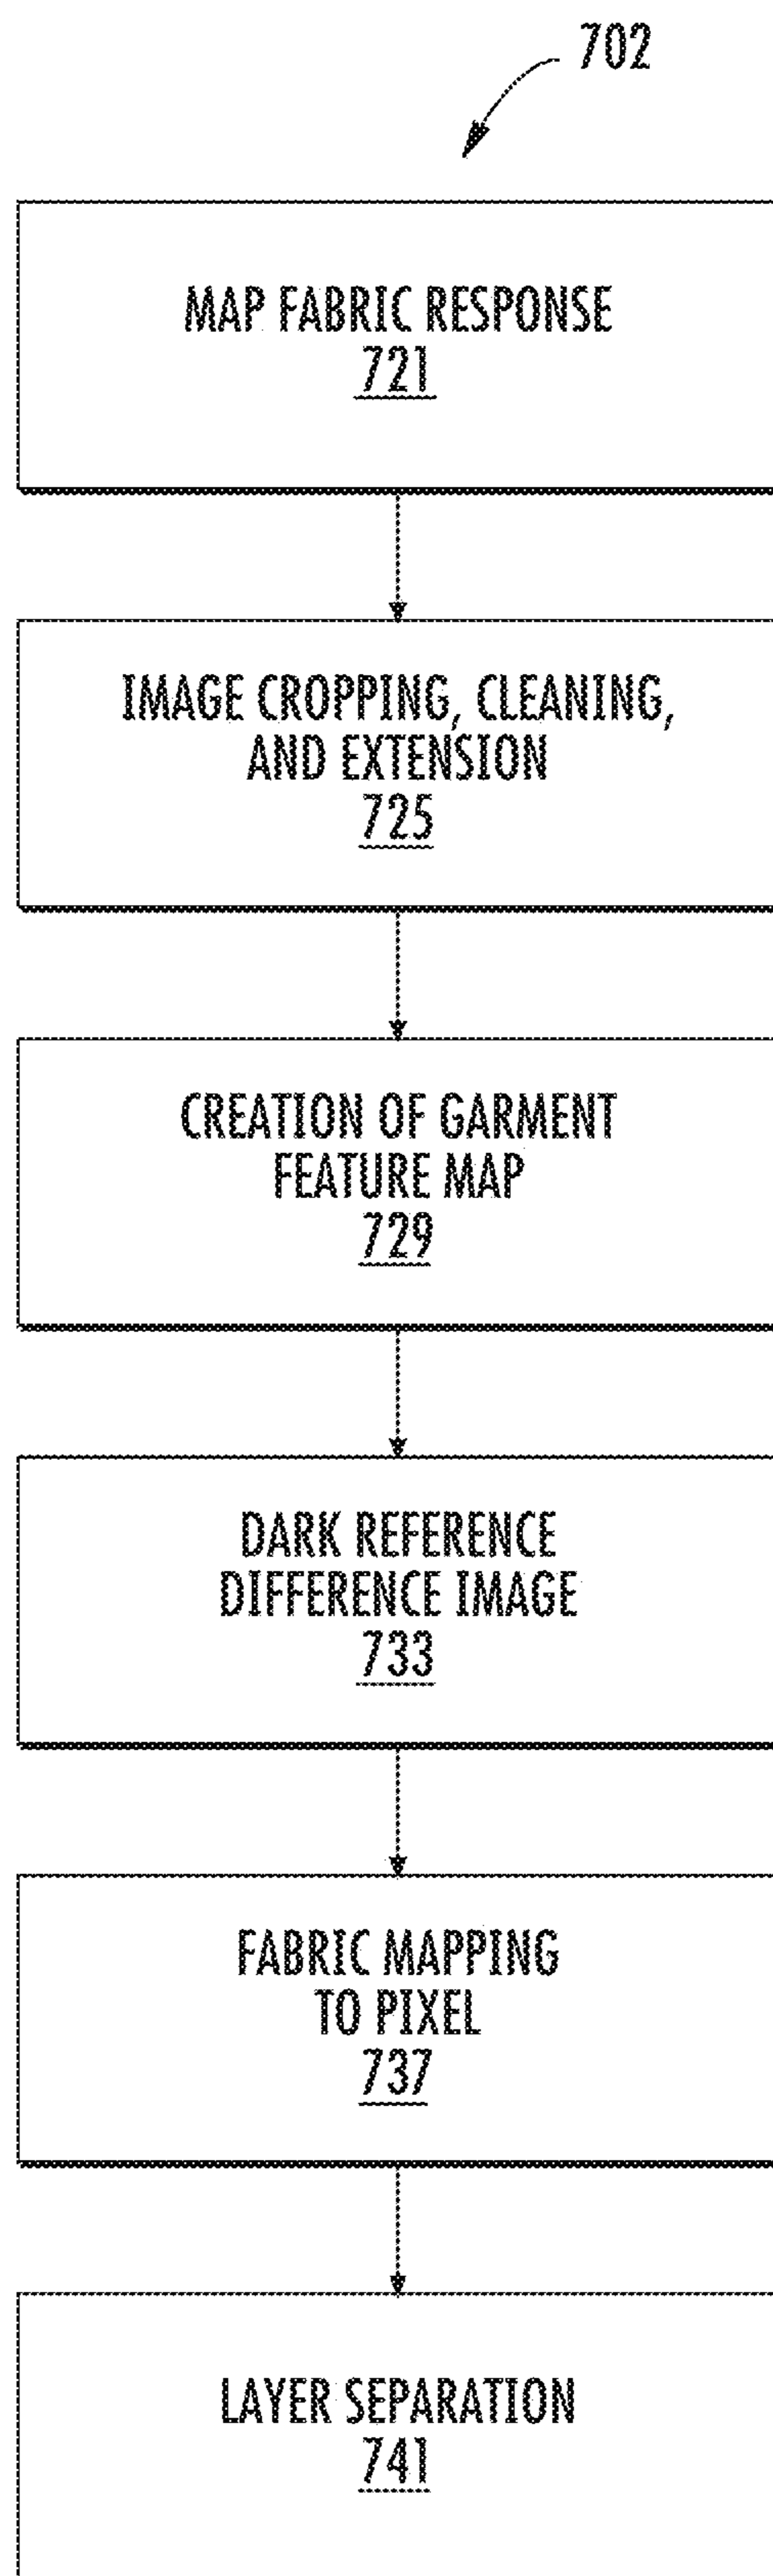 702
MAP FABRIC RESPONSE
721
IMAGE CROPPING, CLEANING,
AND EXTENSION
725
CREATION OF GARMENT
FEATURE MAP
729
DARK REFERENCE
DIFFERENCE IMAGE
733
FABRIC MAPPING
TO PIXEL
737
LAYER SEPARATION
741